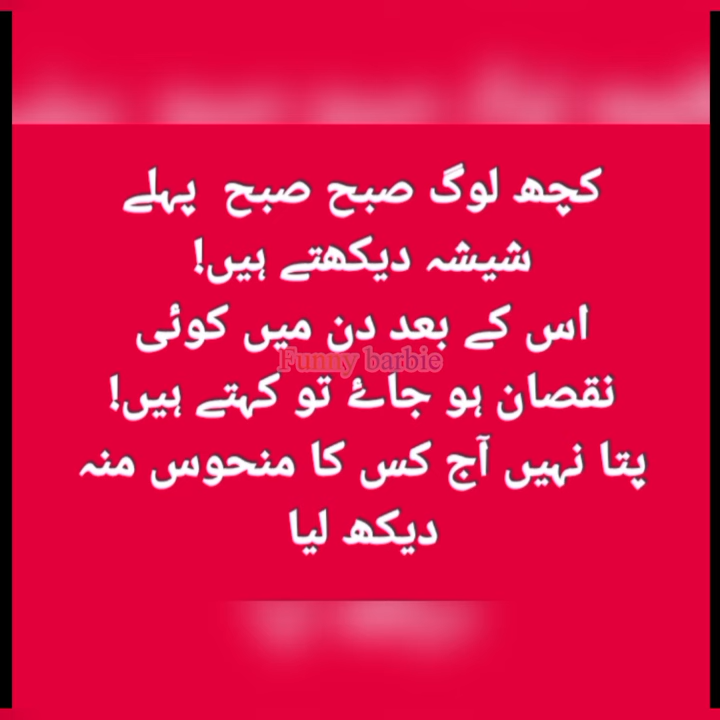 کچھ لوگ صبح صبح پہلے
شیشہ دیکھتے ہیں!
اس کے بعد دن میں کوئی
Funny barbie
نقصان ہو جائے تو کہتے ہیں!
پتا نہیں آج کس کا منحوس منہ
دیکھ لیا